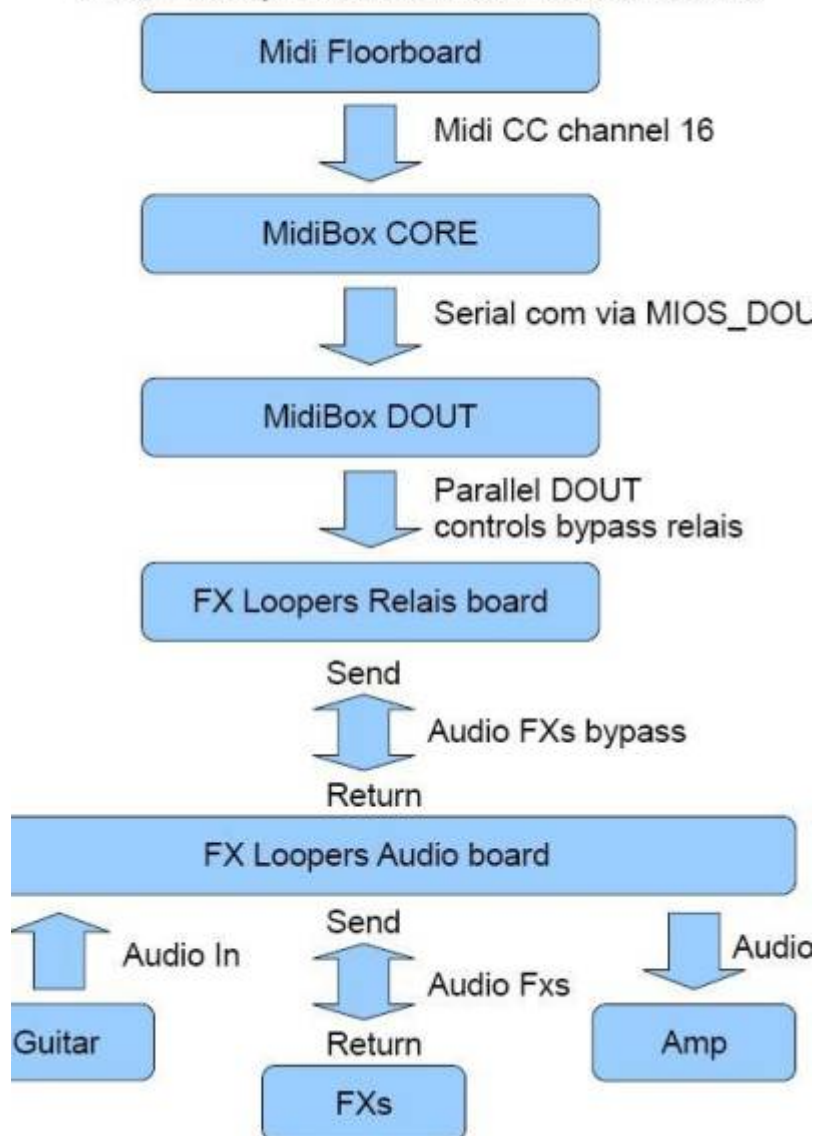 Midi Floorboard
Midi CC channel 16
MidiBox CORE
Serial com via MIOS_DOU
MidiBox DOUT
Parallel DOUT
controls bypass relais
FX Loopers Relais board
Send
Audio FXs bypass
Return
FX Loopers Audio board
Audio In
Send
Audio Fxs
Return
Audio
Guitar
FXs
Amp